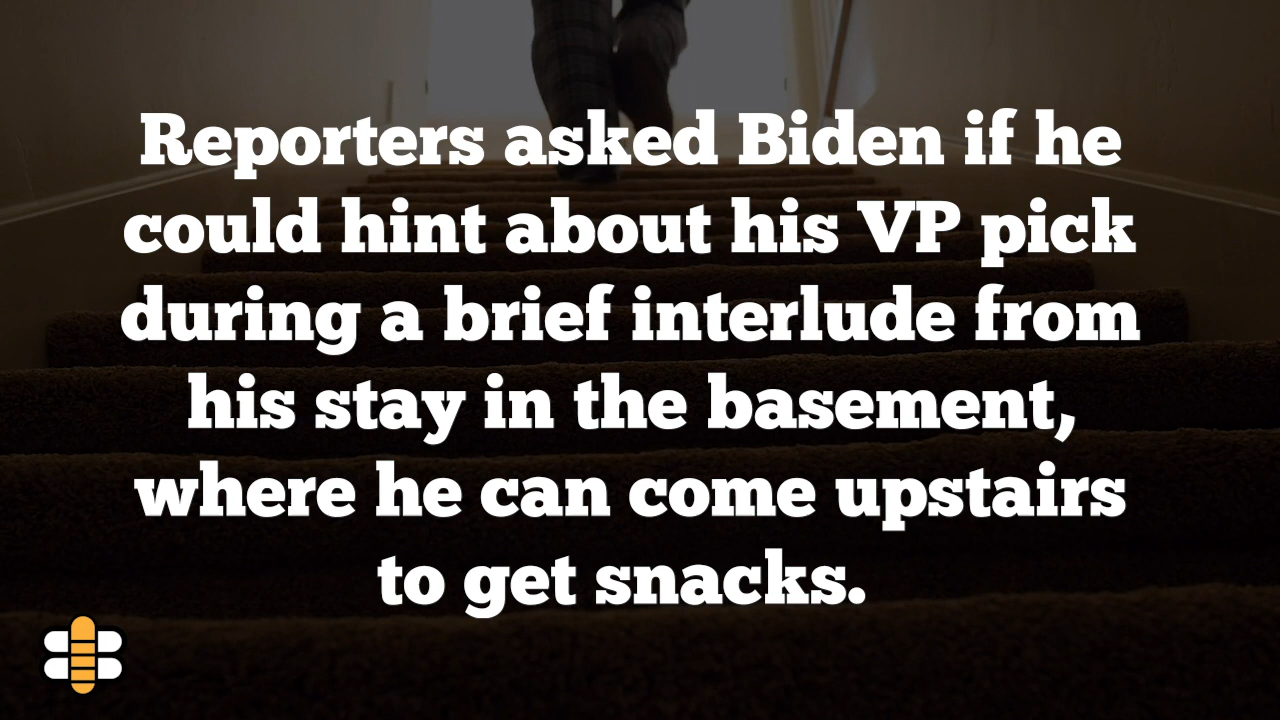 Reporters asked Biden if he
could hint about his VP pick
during a brief interlude from
his stay in the basement,
where he can come upstairs
to get snacks.